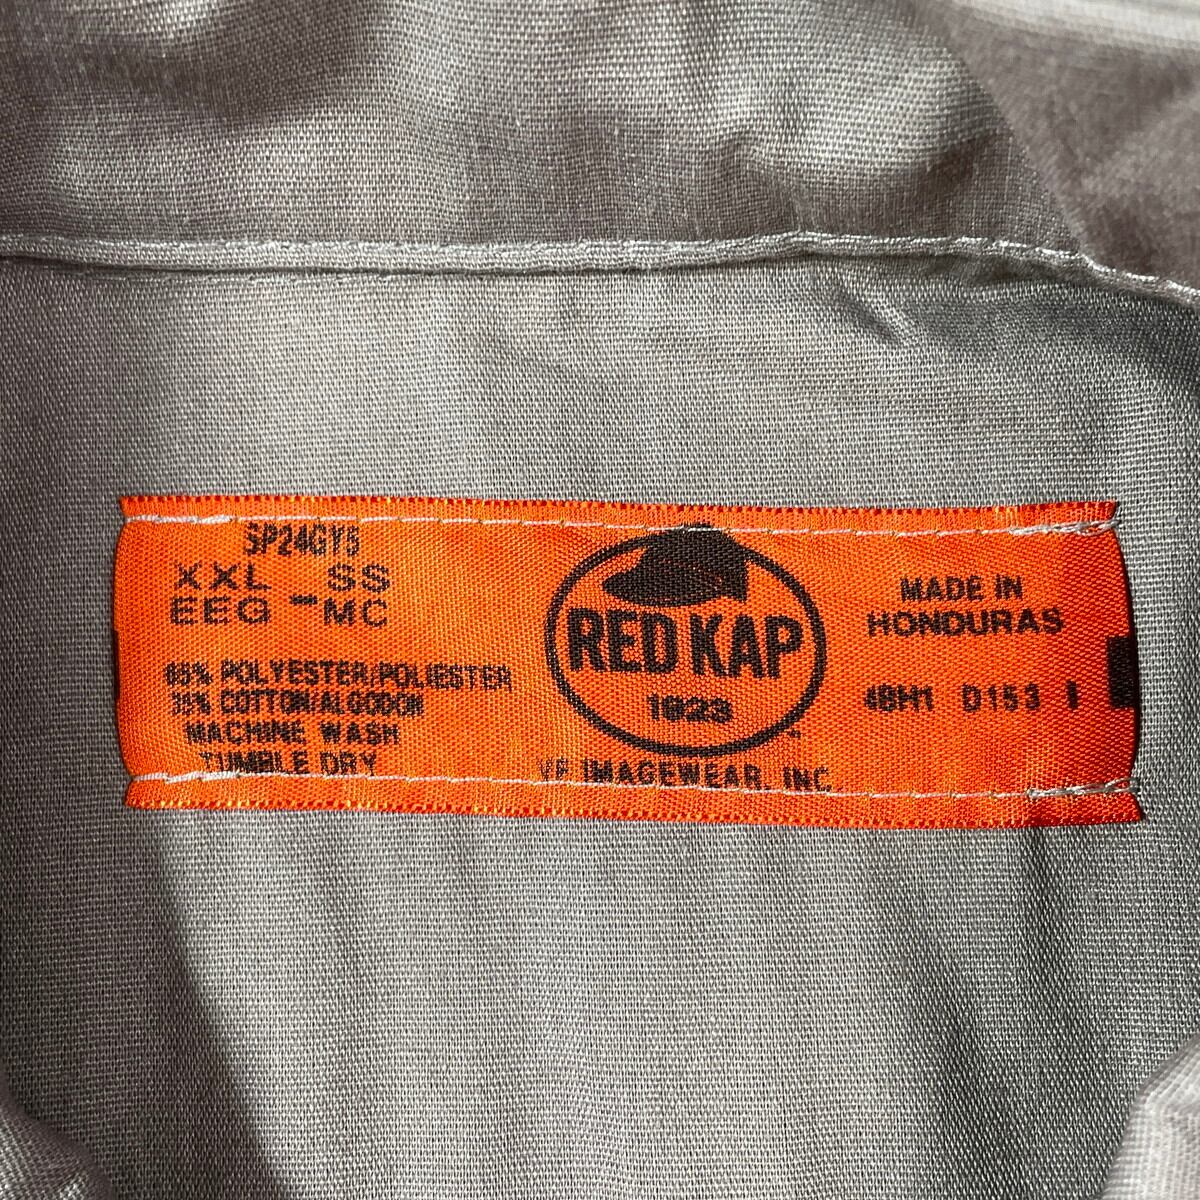 SP24GY5
XXL - SS
EEG - MC
65% POLYESTER/POLIESTER
35% COTTON/ALGODON
MACHINE WASH
TUMBLE DRY
RED KAP
1923
VF IMAGEWEAR, INC.
MADE IN
HONDURAS
48H1 D153 I